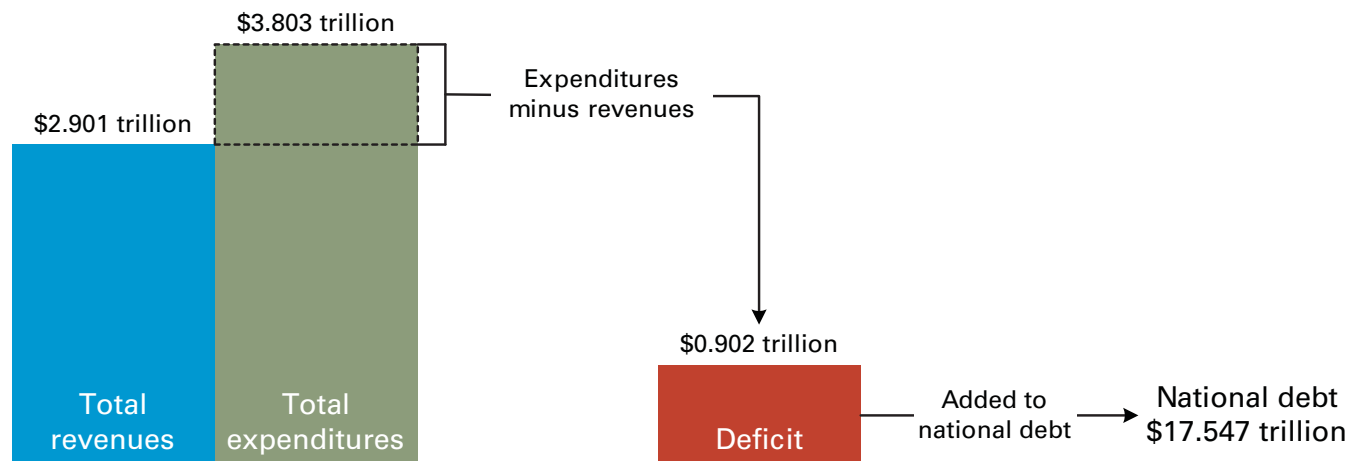 $3.803 trillion
$2.901 trillion
Expenditures
minus revenues
Total
revenues
Total
expenditures
$0.902 trillion
Deficit
Added to
national debt
National debt
$17.547 trillion